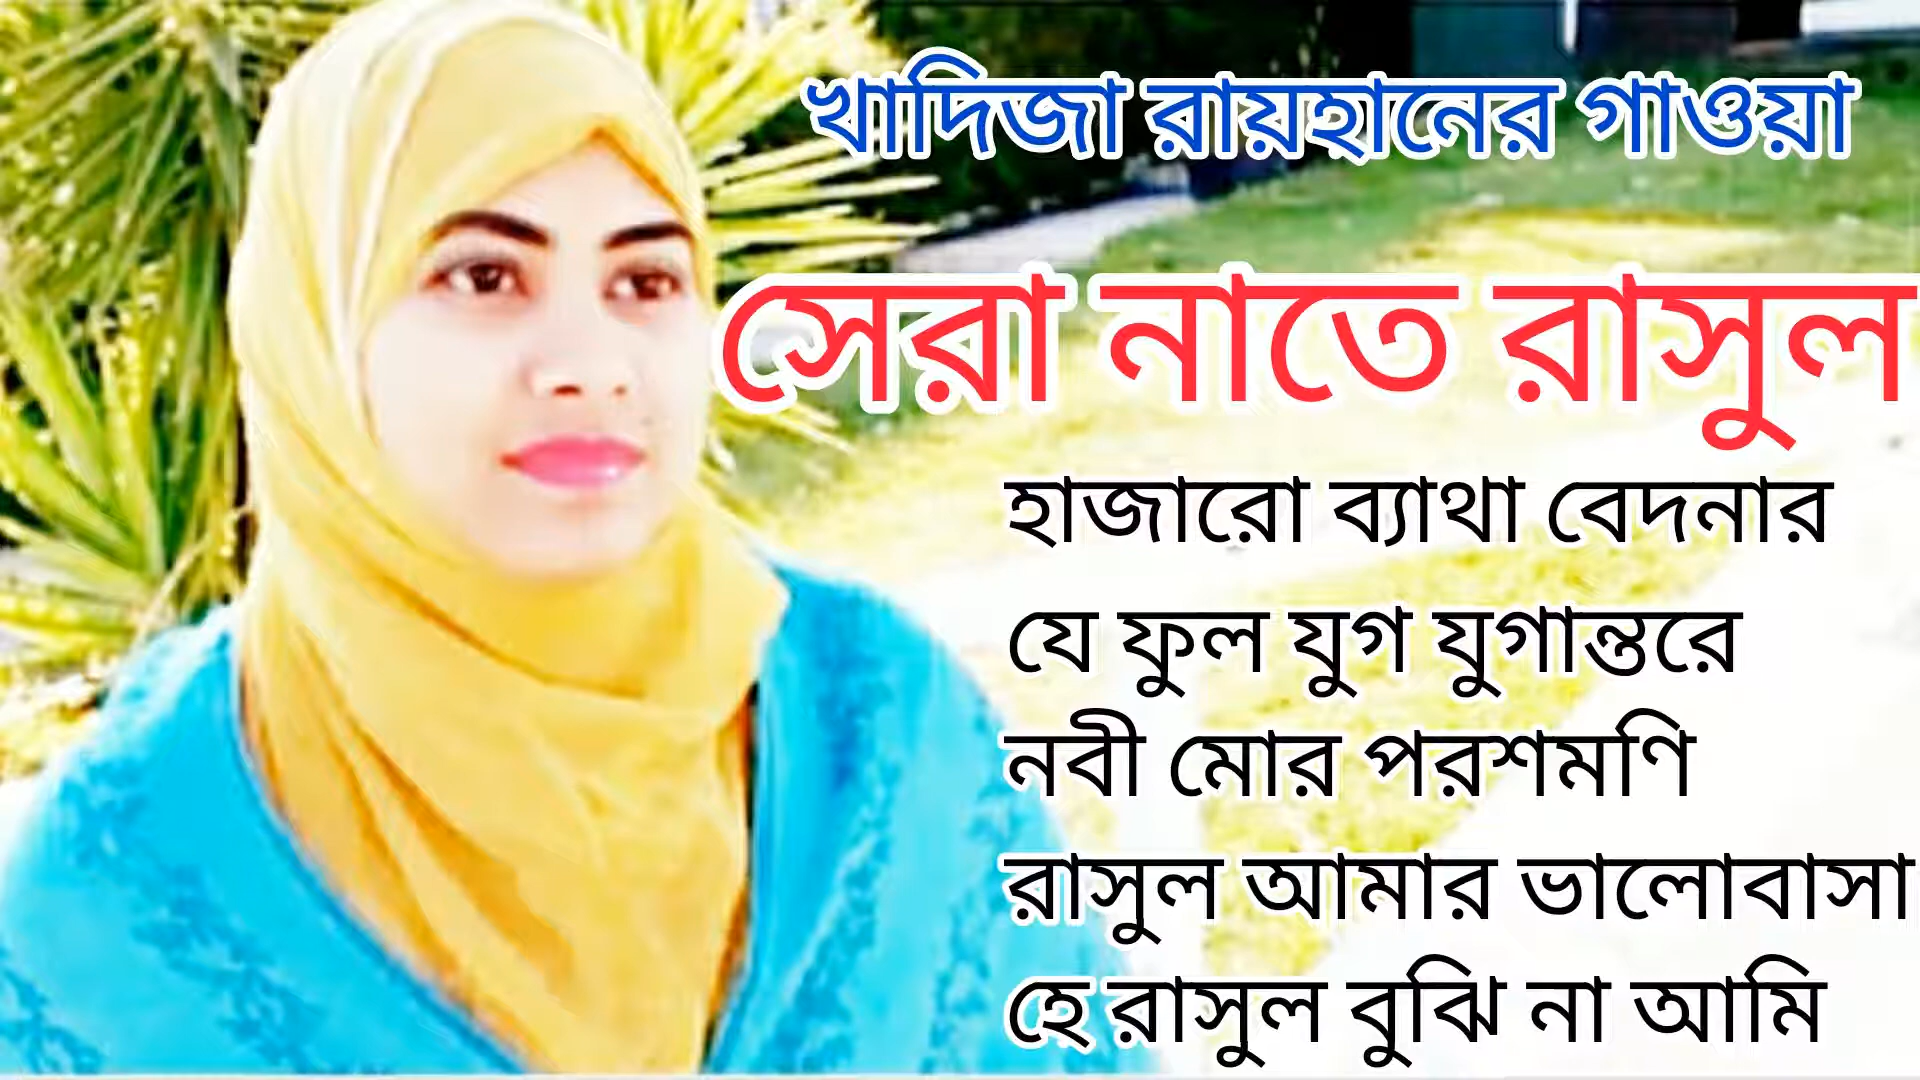 খাদিজা রায়হানের গাওয়া
সেরা নাতে রাসুল
হাজারো ব্যাথা বেদনার
যে ফুল যুগ যুগান্তরে
নবী মোর পরশমণি
রাসুল আমার ভালোবাসা
হে রাসুল বুঝি না আমি